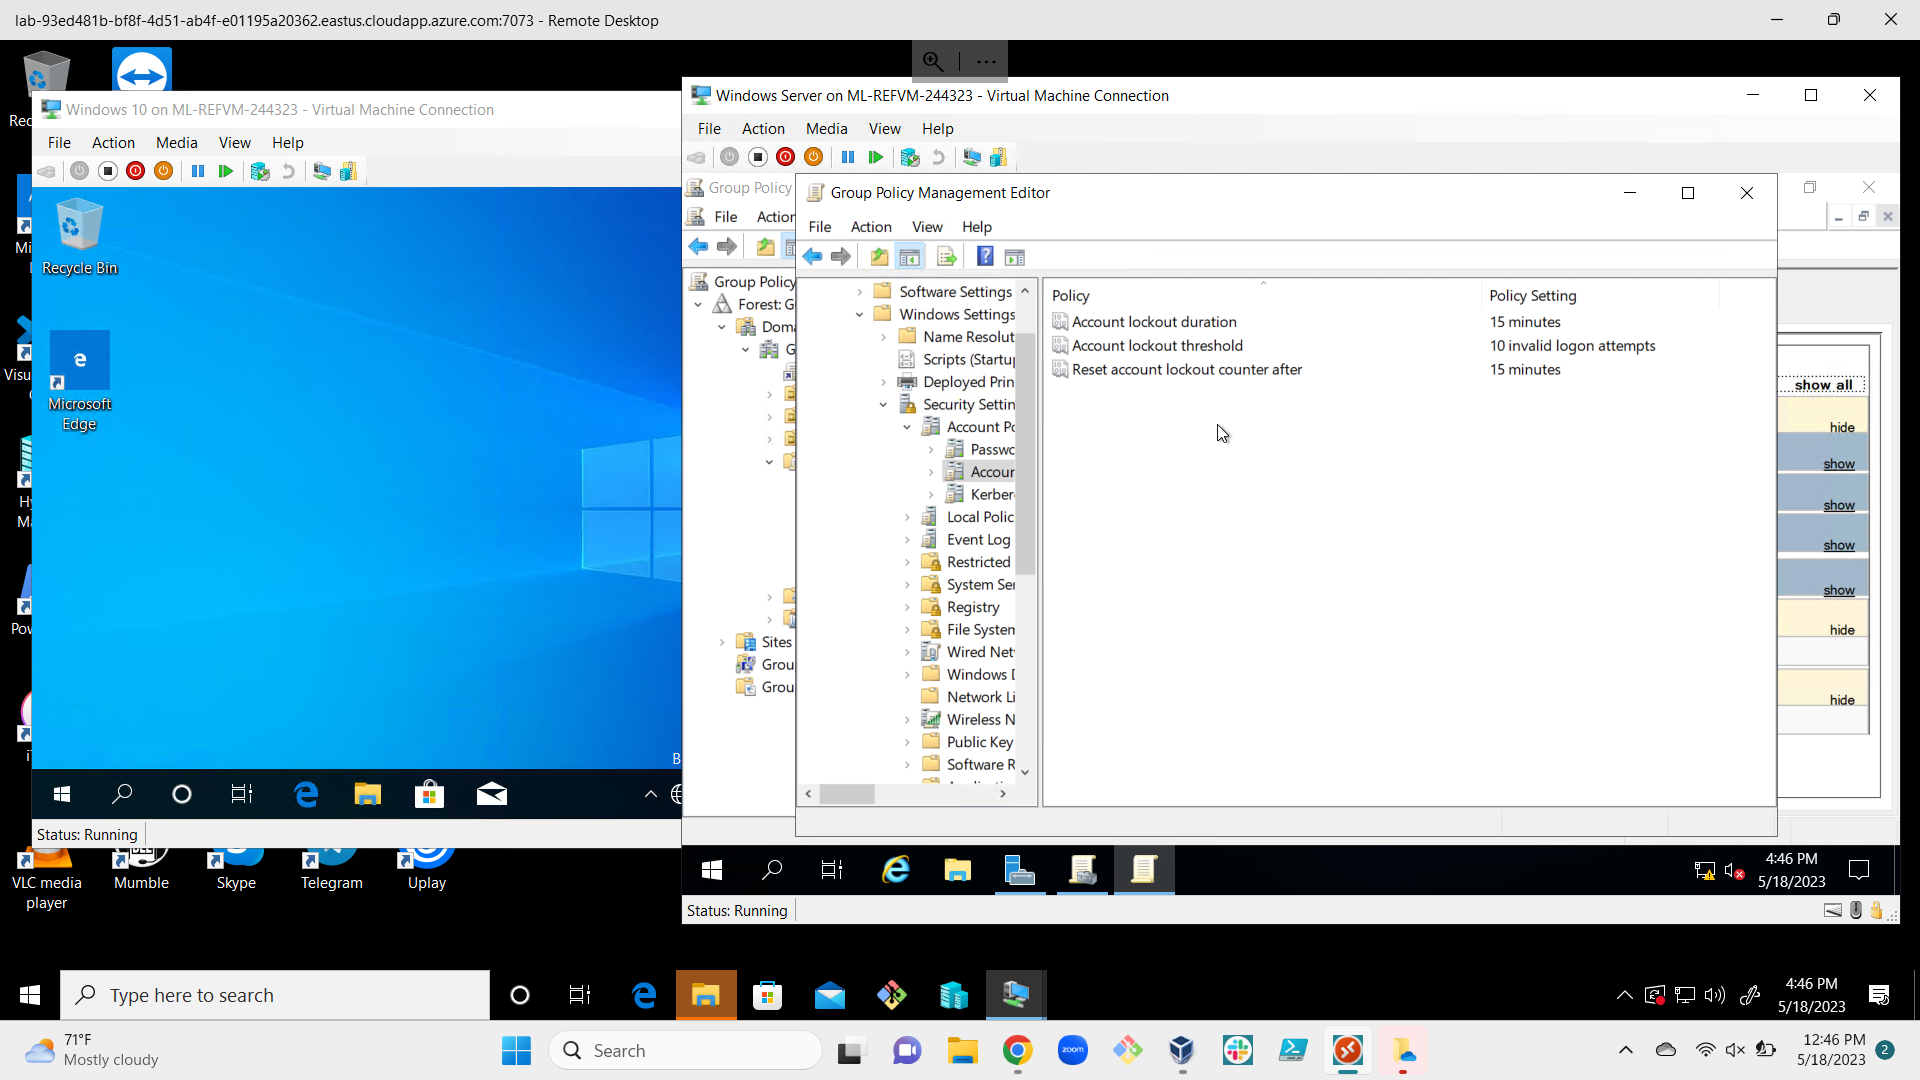 lab-93ed481b-bf8f-4d51-ab4f-e01195a20362.eastus.cloudapp.azure.com:7073 - Remote Desktop
Windows 10 on ML-REFVM-244323 - Virtual Machine Connection
File Action Media View Help
Recycle Bin
Microsoft
Edge
Status: Running
VLC media
player
Mumble
Skype
Telegram
Uplay
Windows Server on ML-REFVM-244323 - Virtual Machine Connection
File Action Media View Help
Group Policy
File Action
Group Policy
Forest: G
Doma
G
Sites
Grou
Grou
Group Policy Management Editor
File Action View Help
Software Settings
Windows Settings
Name Resolut
Scripts (Startu
Deployed Prin
Security Settin
Account Po
Passwo
Accour
Kerber
Local Polic
Event Log
Restricted
System Se
Registry
File System
Wired Net
Windows D
Network Li
Wireless N
Public Key
Software R
Policy Policy Setting
Account lockout duration 15 minutes
Account lockout threshold 10 invalid logon attempts
Reset account lockout counter after 15 minutes
show all
hide
show
show
show
show
hide
hide
4:46 PM
5/18/2023
Status: Running
Type here to search
4:46 PM
5/18/2023
71°F
Mostly cloudy
Search
zoom
12:46 PM
5/18/2023
2